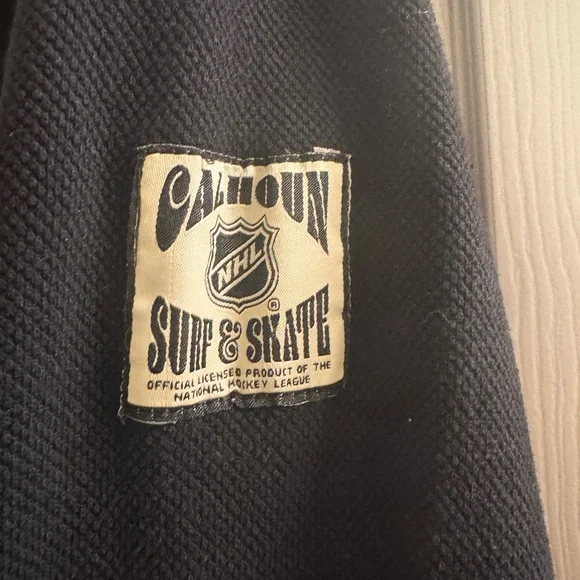 CALHOUN
NHL
®
SURF & SKATE
OFFICIAL LICENSED PRODUCT OF THE
NATIONAL HOCKEY LEAGUE